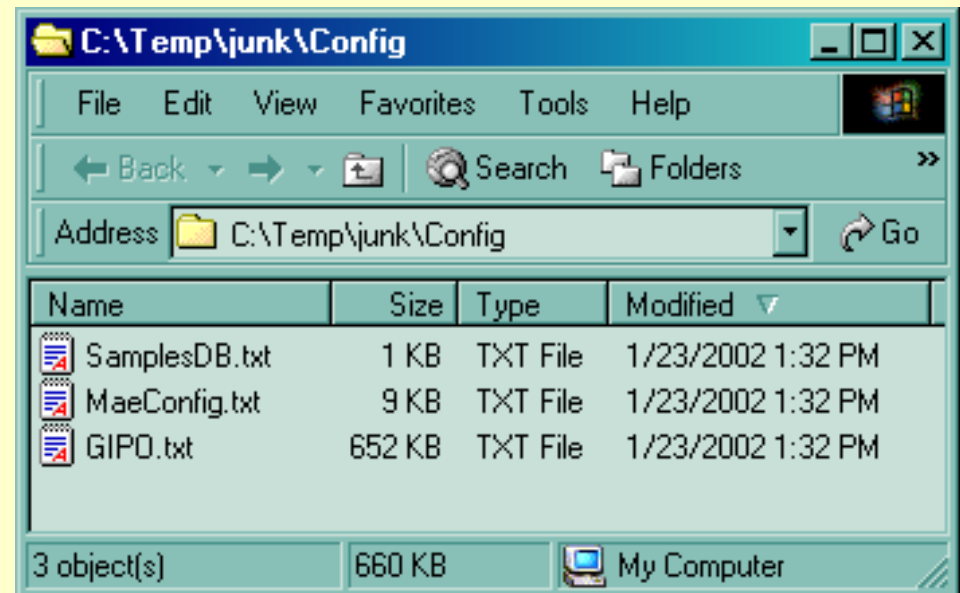 C:\Temp\junk\Config
File Edit View Favorites Tools Help
Back Search Folders »
Address C:\Temp\junk\Config Go
Name Size Type Modified
SamplesDB.txt 1 KB TXT File 1/23/2002 1:32 PM
MaeConfig.txt 9 KB TXT File 1/23/2002 1:32 PM
GIPO.txt 652 KB TXT File 1/23/2002 1:32 PM
3 object(s) 660 KB My Computer